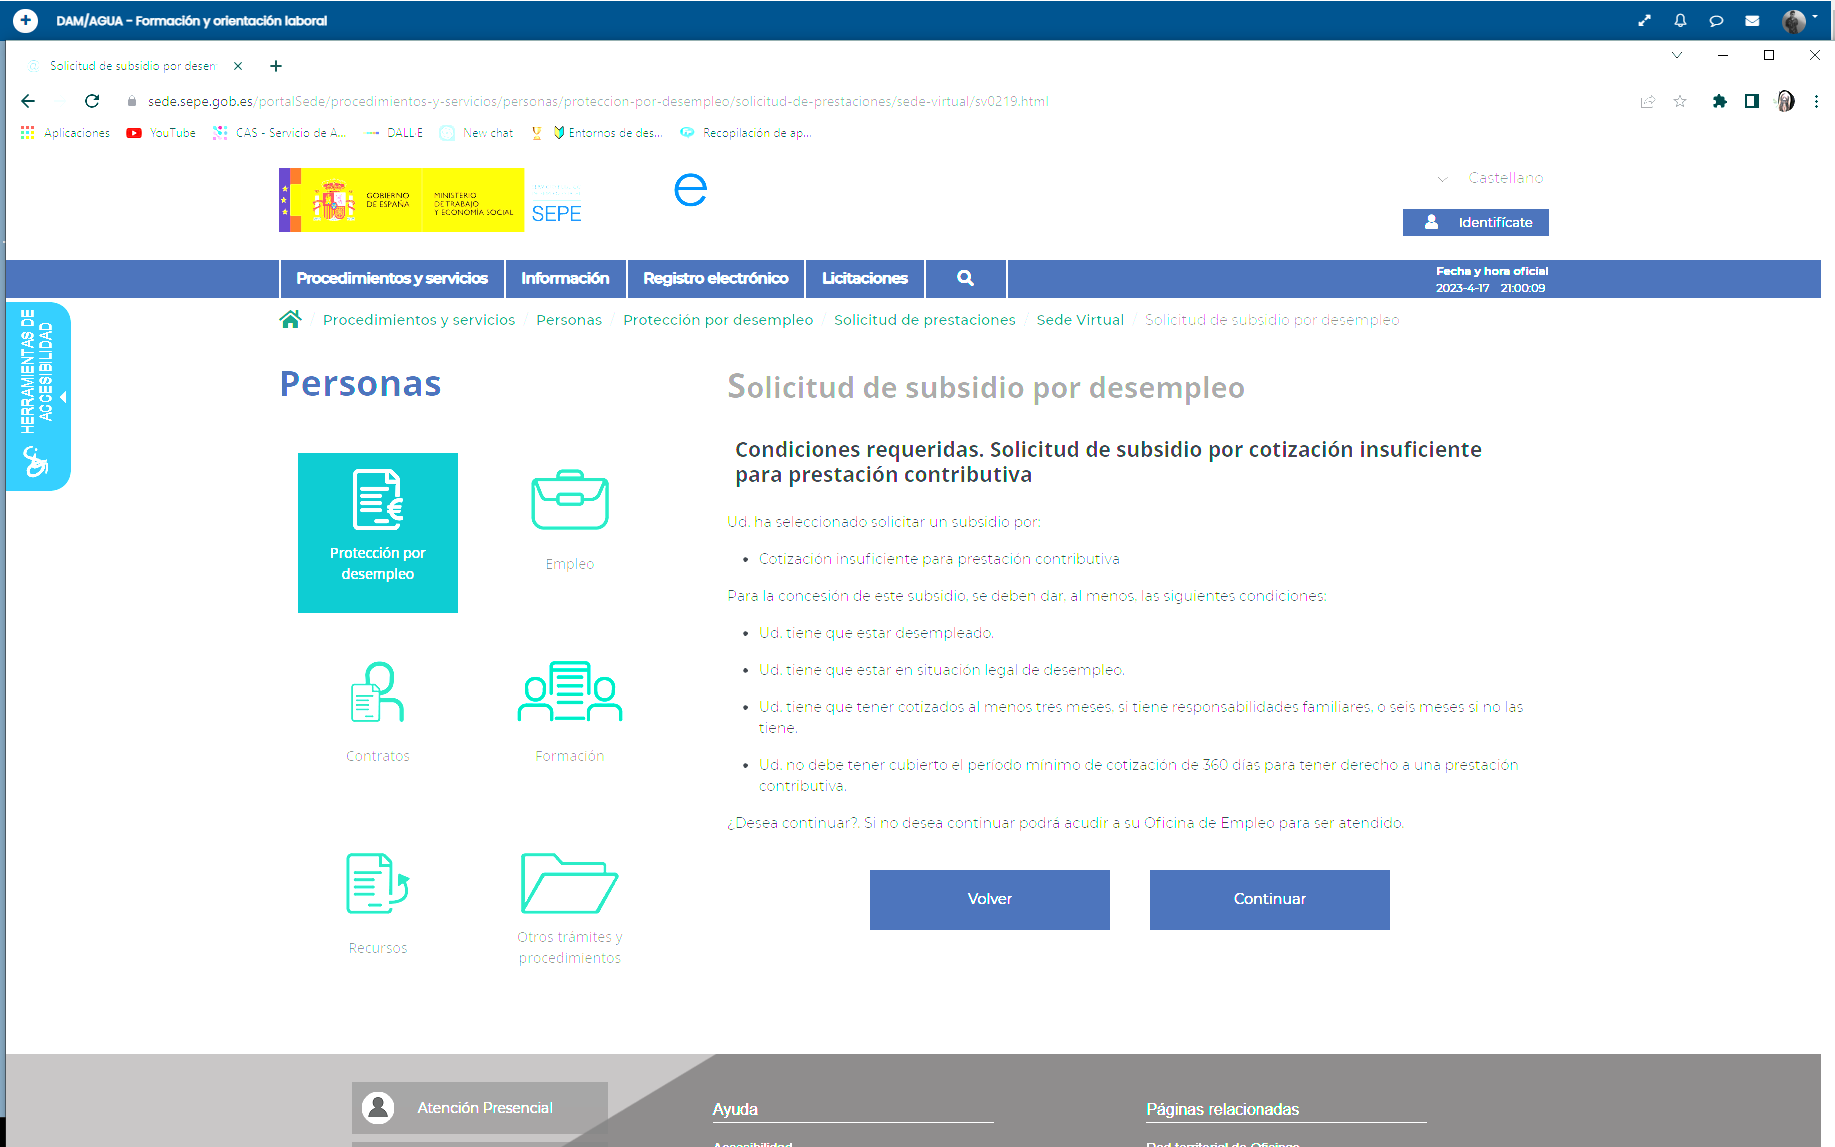 DAM/AGUA - Formación y orientación laboral
Solicitud de subsidio por desen
sede.sepe.gob.es/portalSede/procedimientos-y-servicios/personas/proteccion-por-desempleo/solicitud-de-prestaciones/sede-virtual/sv0219.html
Aplicaciones YouTube CAS - Servicio de A... DALL·E New chat Entornos de des... Recopilación de ap...
GOBIERNO DE ESPAÑA
MINISTERIO DE TRABAJO Y ECONOMÍA SOCIAL
SEPE
e
Castellano
Identifícate
Procedimientos y servicios Información Registro electrónico Licitaciones
Fecha y hora oficial
2023-4-17 21:00:09
HERRAMIENTAS DE
ACCESIBILIDAD
Procedimientos y servicios / Personas / Protección por desempleo / Solicitud de prestaciones / Sede Virtual / Solicitud de subsidio por desempleo
Personas
Protección por
desempleo
Empleo
Contratos
Formación
Recursos
Otros trámites y
procedimientos
Solicitud de subsidio por desempleo
Condiciones requeridas. Solicitud de subsidio por cotización insuficiente
para prestación contributiva
Ud. ha seleccionado solicitar un subsidio por:
• Cotización insuficiente para prestación contributiva
Para la concesión de este subsidio, se deben dar, al menos, las siguientes condiciones:
• Ud. tiene que estar desempleado.
• Ud. tiene que estar en situación legal de desempleo.
• Ud. tiene que tener cotizados al menos tres meses, si tiene responsabilidades familiares, o seis meses si no las
tiene.
• Ud. no debe tener cubierto el periodo mínimo de cotización de 360 días para tener derecho a una prestación
contributiva.
¿Desea continuar?. Si no desea continuar podrá acudir a su Oficina de Empleo para ser atendido.
Volver
Continuar
Atención Presencial
Ayuda
Accesibilidad
Páginas relacionadas
Red territorial de Oficinas